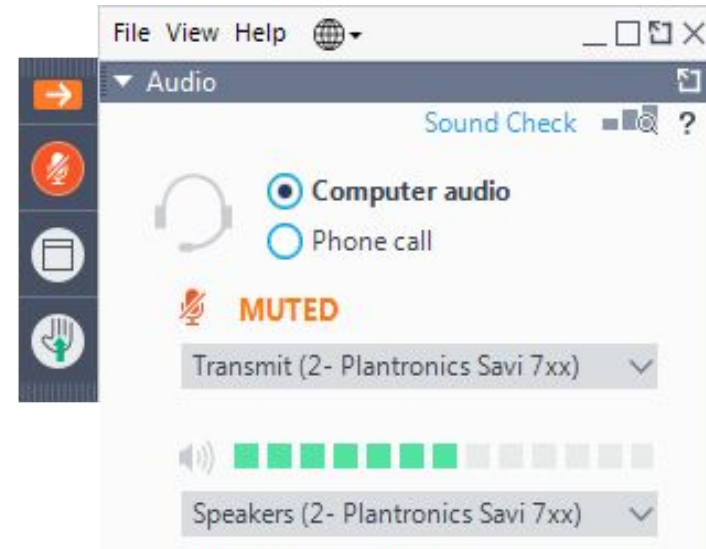 File View Help
Audio
Sound Check ?
Computer audio
Phone call
MUTED
Transmit (2- Plantronics Savi 7xx)
Speakers (2- Plantronics Savi 7xx)